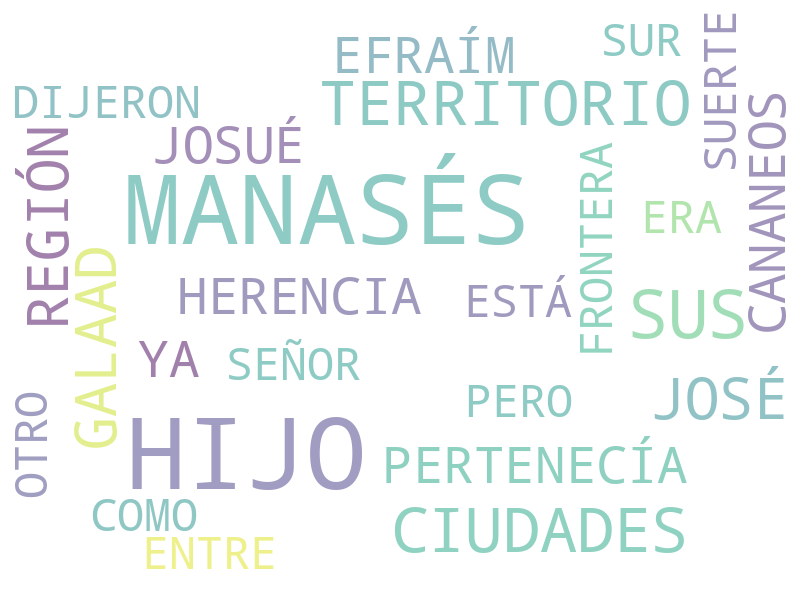 SUR
SUERTE
EFRAÍM
DIJERON
TERRITORIO
CANANEOS
JOSUÉ
REGIÓN
MANASÉS
FRONTERA
ERA
GALAAD
HERENCIA
ESTÁ
SUS
YA
SEÑOR
JOSÉ
PERO
OTRO
HIJO
PERTENECÍA
COMO
CIUDADES
ENTRE